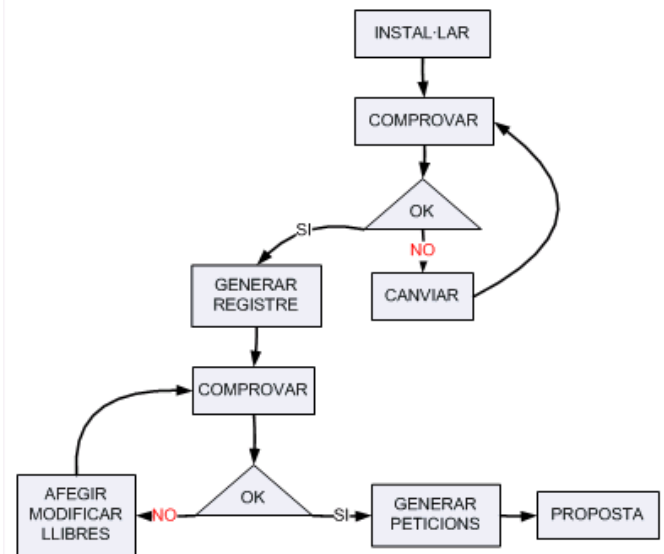 INSTAL·LAR
COMPROVAR
OK
SI
NO
GENERAR
REGISTRE
CANVIAR
COMPROVAR
OK
AFEGIR
MODIFICAR
LLIBRES
NO
SI
GENERAR
PETICIONS
PROPOSTA